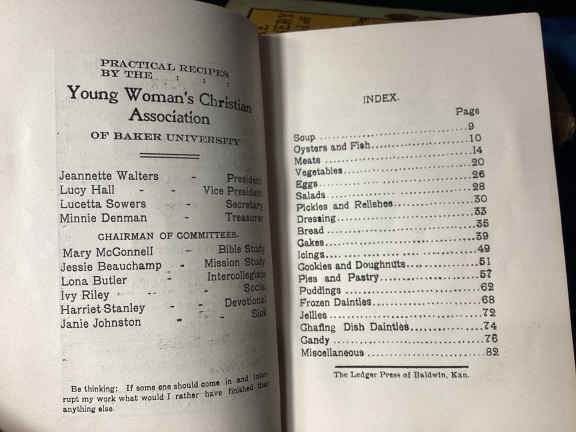 PRACTICAL RECIPES
BY THE : : :
Young Woman's Christian
Association
OF BAKER UNIVERSITY
Jeannette Walters - President
Lucy Hall - - Vice President
Lucetta Sowers - Secretary
Minnie Denman - Treasurer
CHAIRMAN OF COMMITTEES.
Mary McGonnell - Bible Study
Jessie Beauchamp - Mission Study
Lona Butler - Intercollegiate
Ivy Riley - - Social
Harriet Stanley - - Devotional
Janie Johnston - - Sick
Be thinking: If some one should come in and inter-
rupt my work what would I rather have finished than
anything else.
INDEX.
Page
Soup 9
Oysters and Fish 10
Meats 14
Vegetables 20
Eggs 26
Salads 28
Pickles and Relishes 30
Dressing 33
Bread 35
Cakes 39
Icings 49
Cookies and Doughnuts 51
Pies and Pastry 57
Puddings 62
Frozen Dainties 68
Jellies 72
Chafing Dish Dainties 74
Candy 76
Miscellaneous 82
The Ledger Press of Baldwin, Kan.